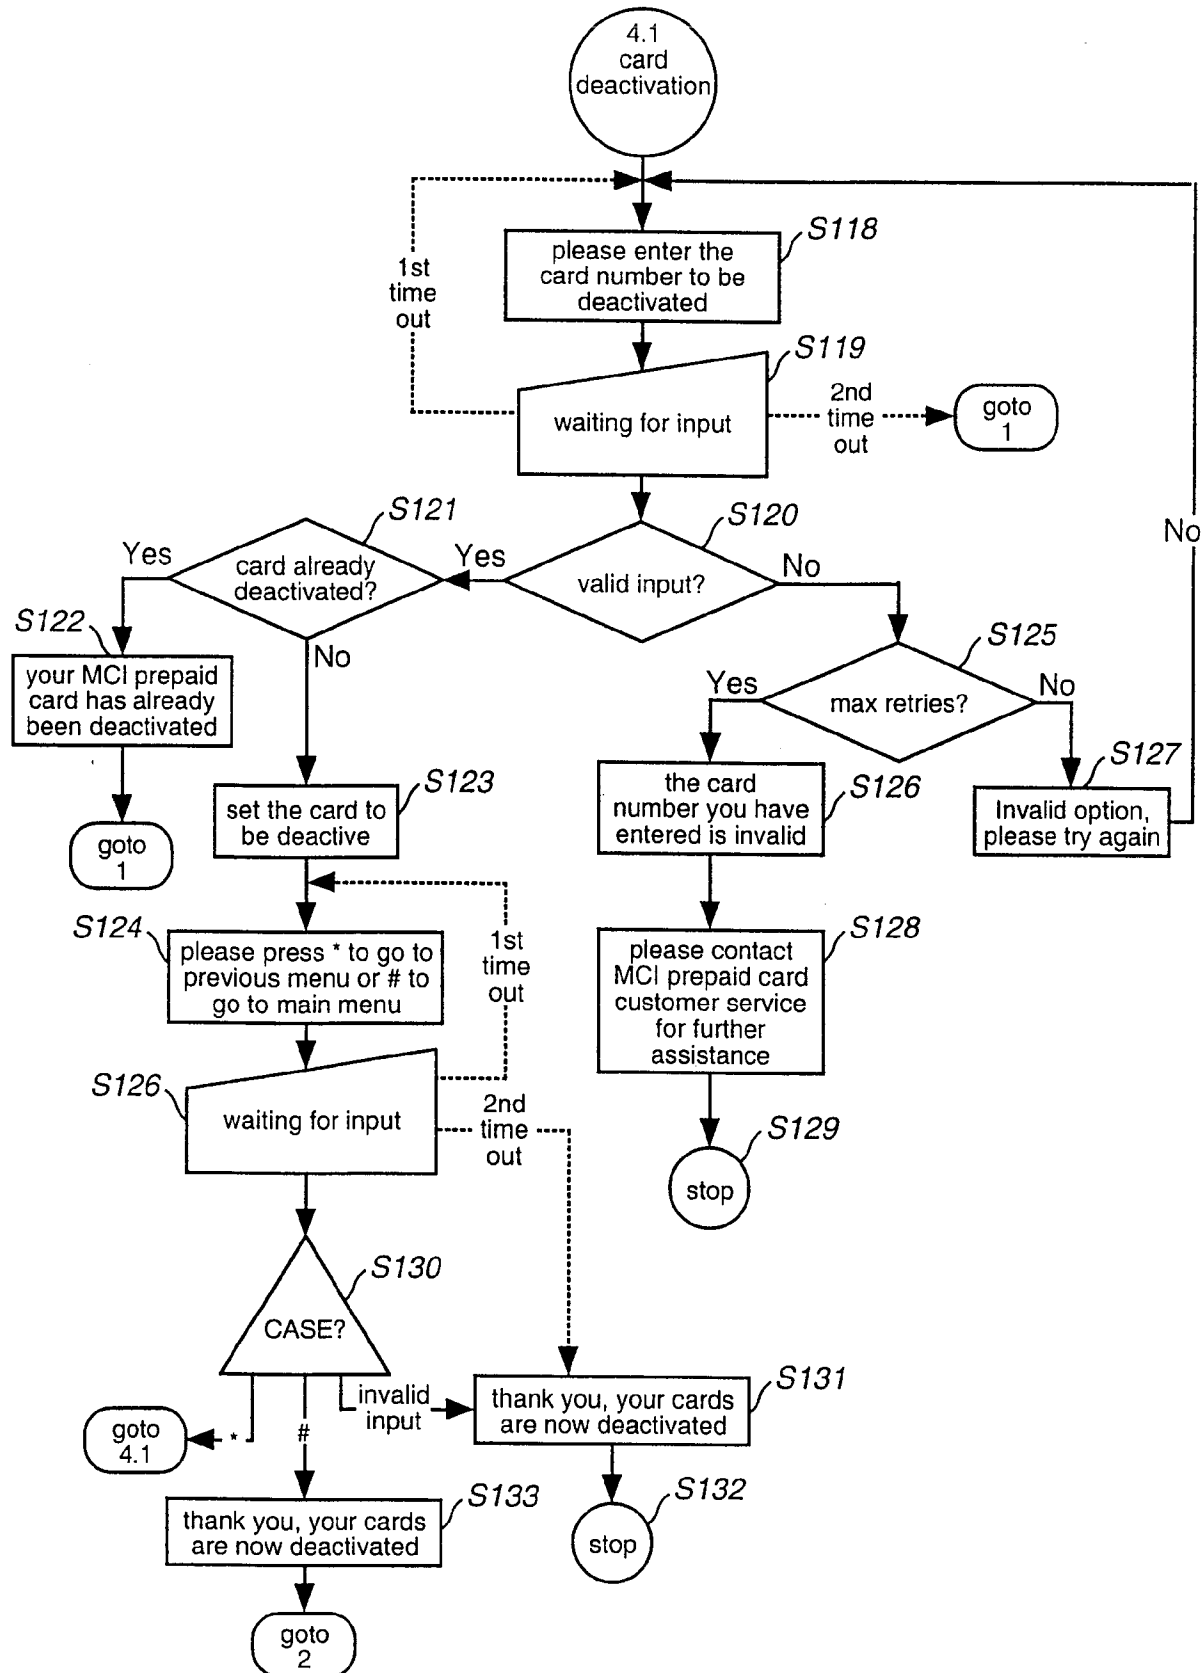 4.1
card
deactivation
S118
please enter the
card number to be
deactivated
1st
time
out
S119
waiting for input
2nd
time
out
goto
1
S120
valid input?
Yes
No
S121
card already
deactivated?
Yes
No
S122
your MCI prepaid
card has already
been deactivated
goto
1
S125
max retries?
Yes
No
S127
Invalid option,
please try again
No
S123
set the card to
be deactive
S126
the card
number you have
entered is invalid
S124
please press * to go to
previous menu or # to
go to main menu
1st
time
out
S128
please contact
MCI prepaid card
customer service
for further
assistance
S126
waiting for input
2nd
time
out
S129
stop
S130
CASE?
*
#
invalid
input
goto
4.1
S131
thank you, your cards
are now deactivated
S132
stop
S133
thank you, your cards
are now deactivated
goto
2